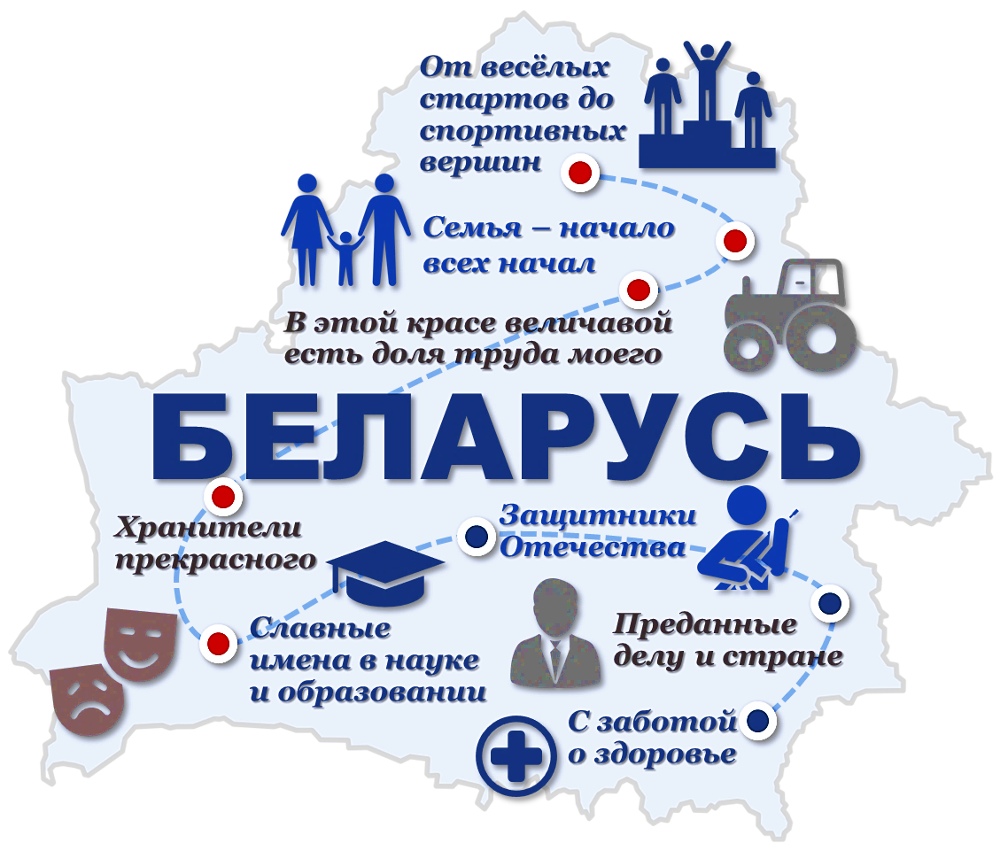 От весёлых
стартов до
спортивных
вершин
Семья – начало
всех начал
В этой красе величавой
есть доля труда моего
БЕЛАРУСЬ
Хранители
прекрасного
Защитники
Отечества
Славные
имена в науке
и образовании
Преданные
делу и стране
С заботой
о здоровье